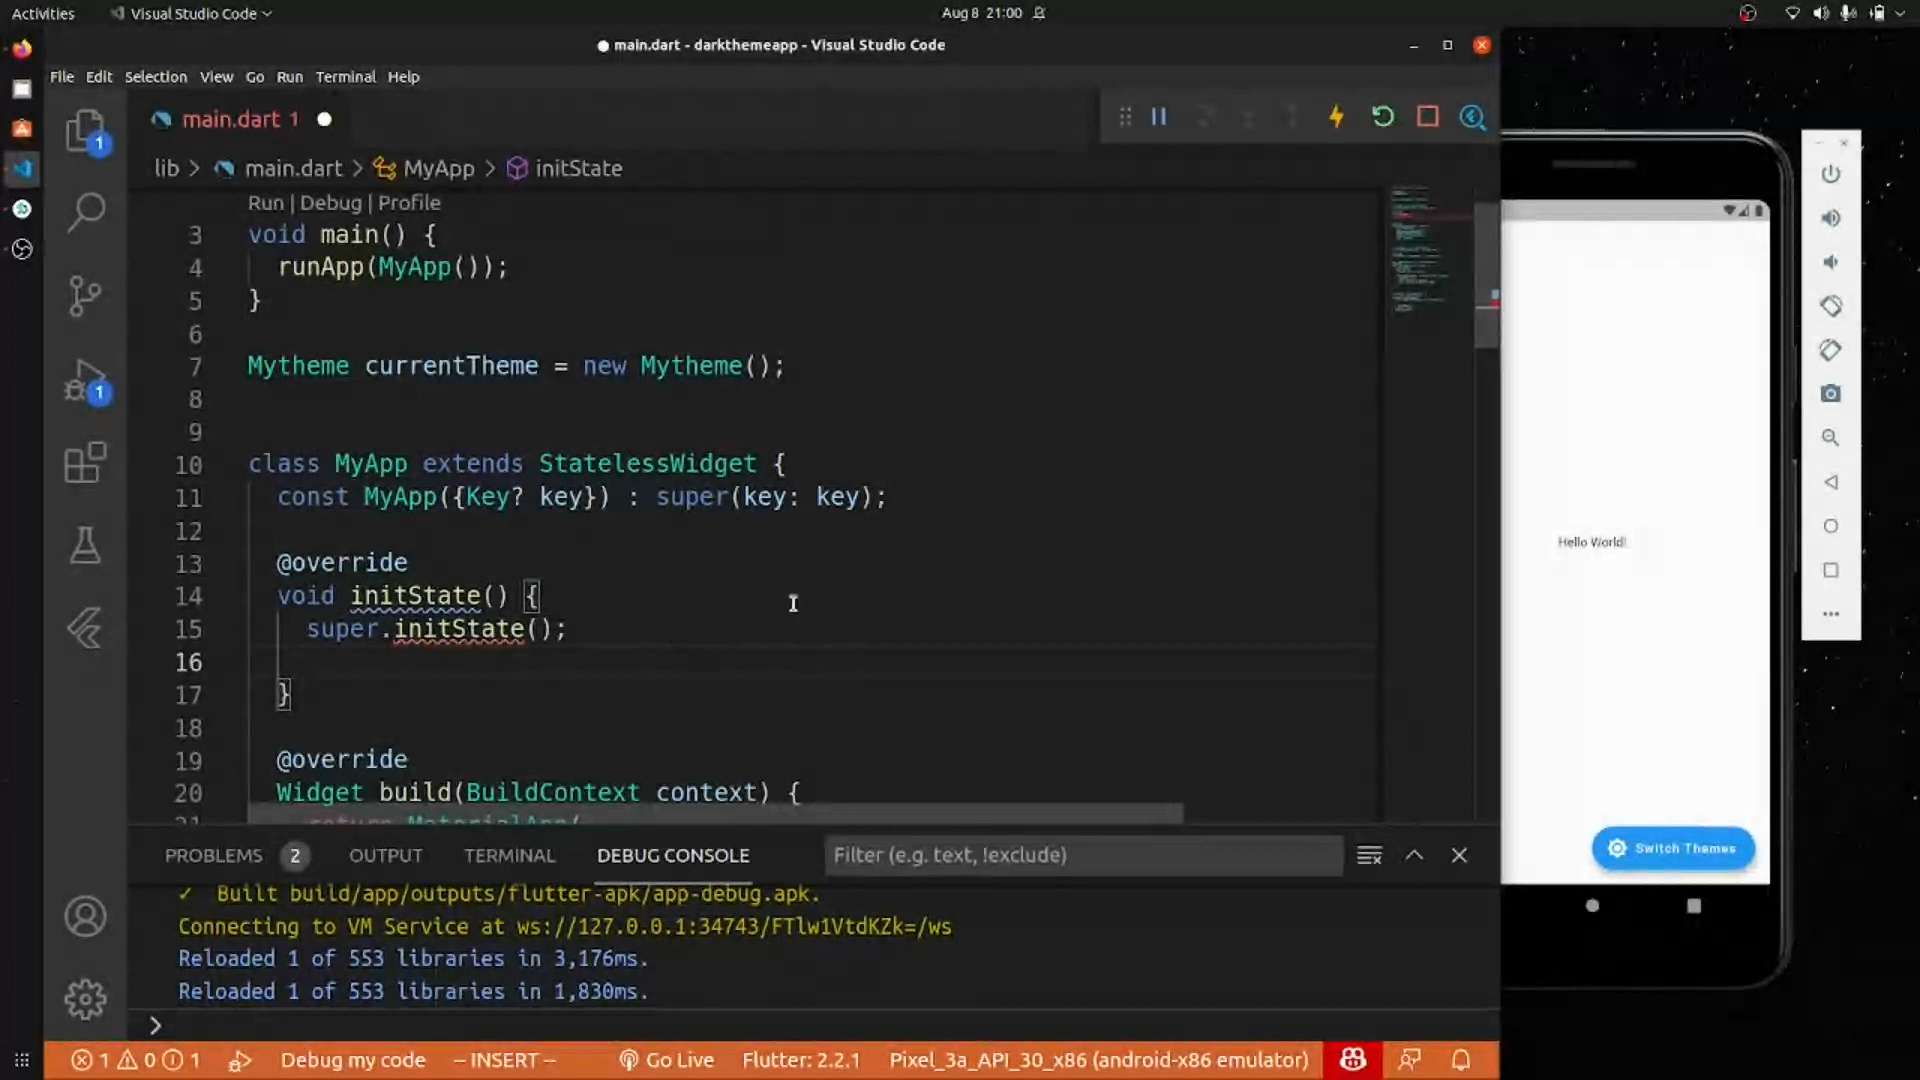 Activities
Visual Studio Code
Aug 8 21:00
main.dart - darkthemeapp - Visual Studio Code
File Edit Selection View Go Run Terminal Help
main.dart 1
lib > main.dart > MyApp > initState
Run | Debug | Profile
3 void main() {
4 runApp(MyApp());
5 }
6
7 Mytheme currentTheme = new Mytheme();
8
9
10 class MyApp extends StatelessWidget {
11 const MyApp({Key? key}) : super(key: key);
12
13 @override
14 void initState() {
15 super.initState();
16
17 }
18
19 @override
20 Widget build(BuildContext context) {
21 return MaterialApp(
1
1
PROBLEMS 2 OUTPUT TERMINAL DEBUG CONSOLE
Filter (e.g. text, !exclude)
✓ Built build/app/outputs/flutter-apk/app-debug.apk.
Connecting to VM Service at ws://127.0.0.1:34743/FTlw1VtdKZk=/ws
Reloaded 1 of 553 libraries in 3,176ms.
Reloaded 1 of 553 libraries in 1,830ms.
>
1 0 1 Debug my code -- INSERT -- Go Live Flutter: 2.2.1 Pixel_3a_API_30_x86 (android-x86 emulator)
Hello World!
Switch Themes